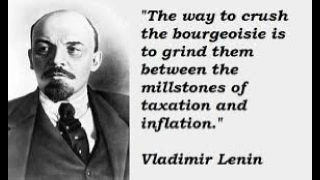 "The way to crush
the bourgeoisie is
to grind them
between the
millstones of
taxation and
inflation."
Vladimir Lenin